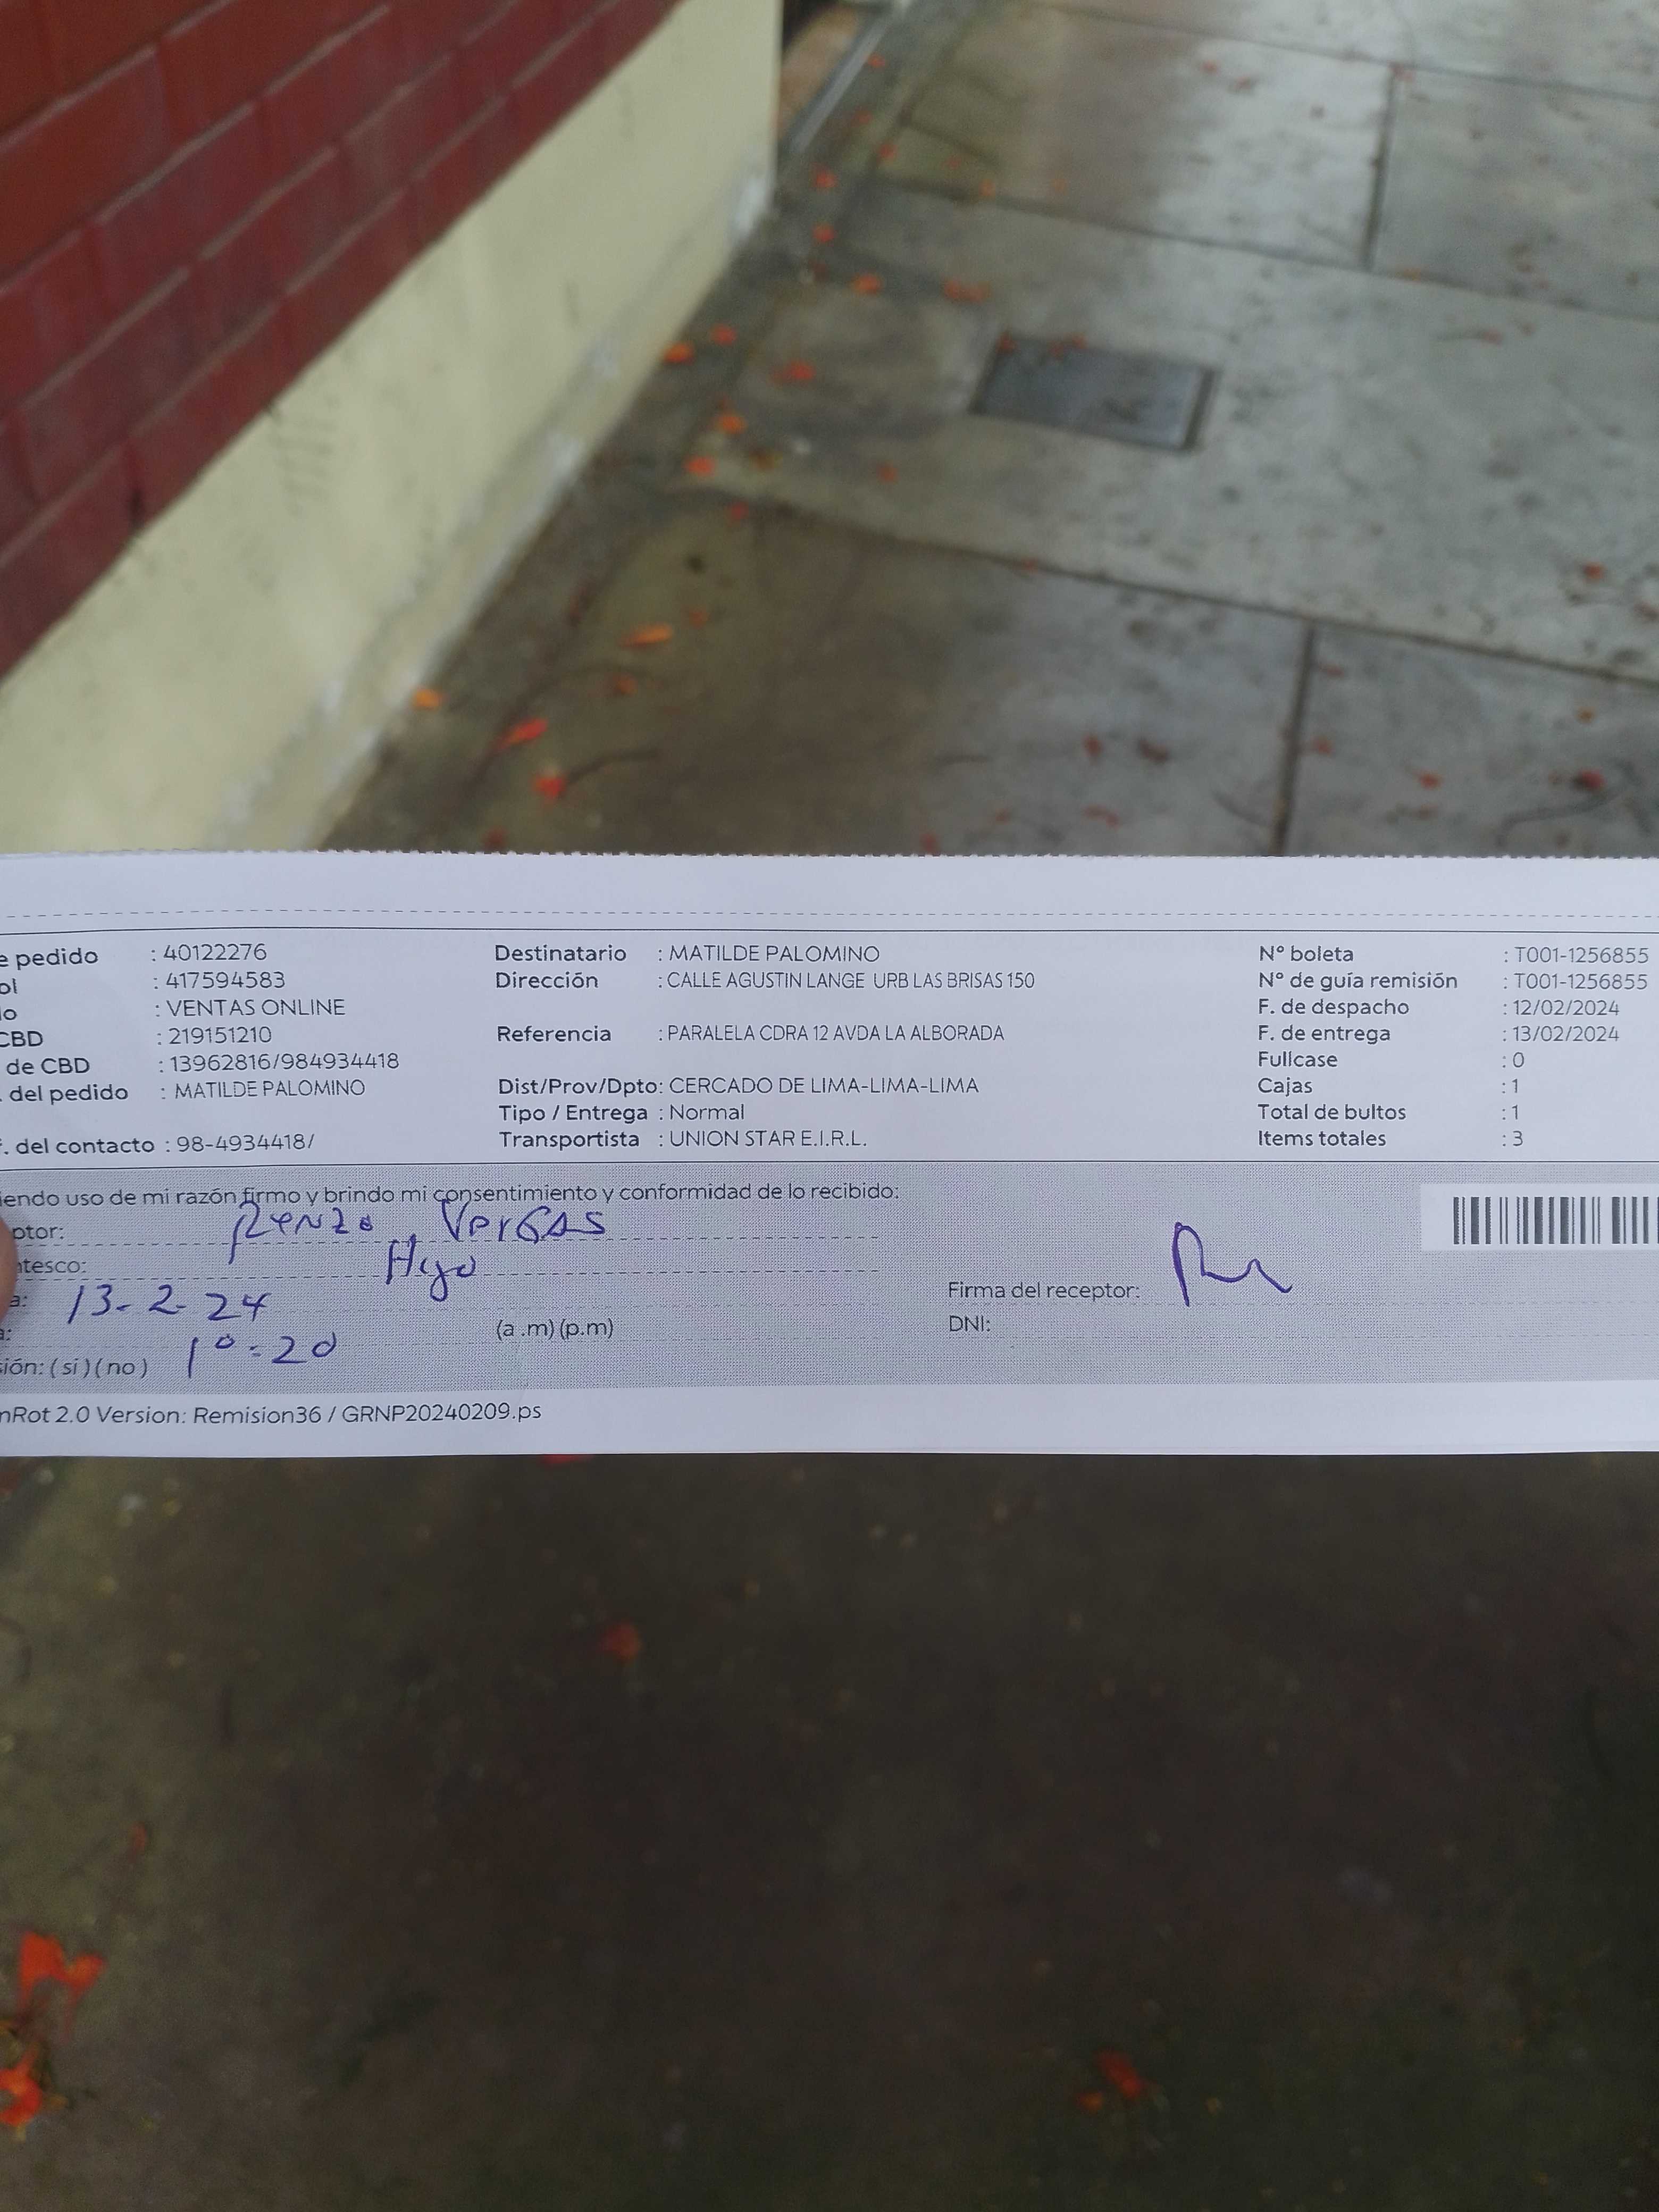 e pedido : 40122276 Destinatario : MATILDE PALOMINO Nº boleta : T001-1256855
ol : 417594583 Dirección : CALLE AGUSTIN LANGE URB LAS BRISAS 150 Nº de guía remisión : T001-1256855
lo : VENTAS ONLINE F. de despacho : 12/02/2024
CBD : 219151210 Referencia : PARALELA CDRA 12 AVDA LA ALBORADA F. de entrega : 13/02/2024
de CBD : 13962816/984934418 Fullcase : 0
. del pedido : MATILDE PALOMINO Dist/Prov/Dpto: CERCADO DE LIMA-LIMA-LIMA Cajas : 1
Tipo / Entrega : Normal Total de bultos : 1
f. del contacto : 98-4934418/ Transportista : UNION STAR E.I.R.L. Items totales : 3
iendo uso de mi razón firmo y brindo mi consentimiento y conformidad de lo recibido:
ptor: Renzo Vargas
ntesco: Hijo
a: 13-2-24 Firma del receptor:
a: 10:20 (a .m) (p.m) DNI:
sión: ( si ) ( no )
nRot 2.0 Version: Remision36 / GRNP20240209.ps